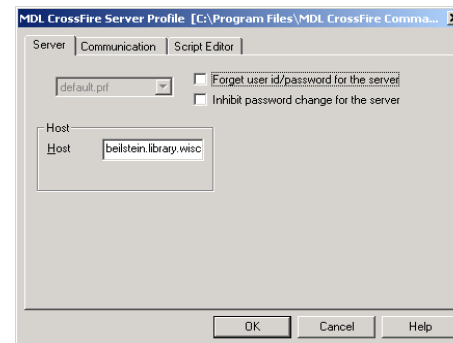 MDL CrossFire Server Profile [C:\Program Files\MDL CrossFire Comma...
Server Communication Script Editor
default.prf
Forget user id/password for the server
Inhibit password change for the server
Host
Host beilstein.library.wisc
OK Cancel Help